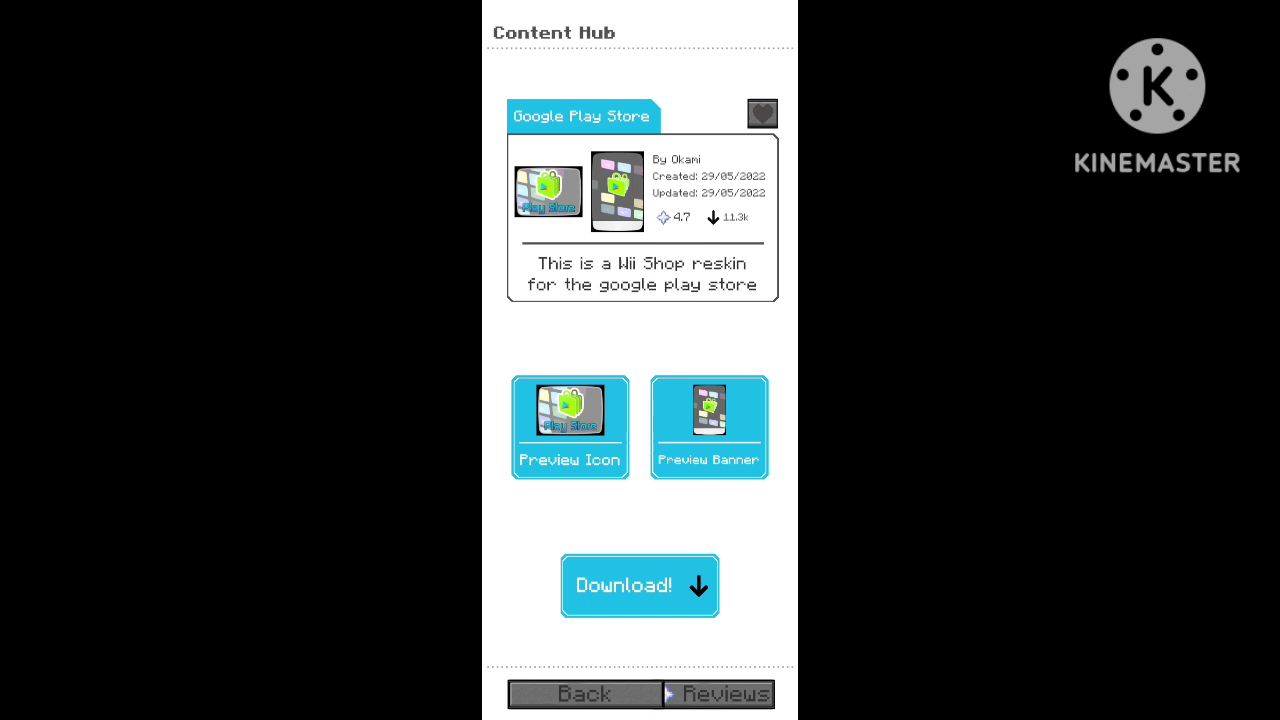 Content Hub
Google Play Store
By Okami
Created: 29/05/2022
Updated: 29/05/2022
4.7
11.3k
Play Store
This is a Wii Shop reskin
for the google play store
Play Store
Preview Icon
Preview Banner
Download!
Back
Reviews
K
KINEMASTER